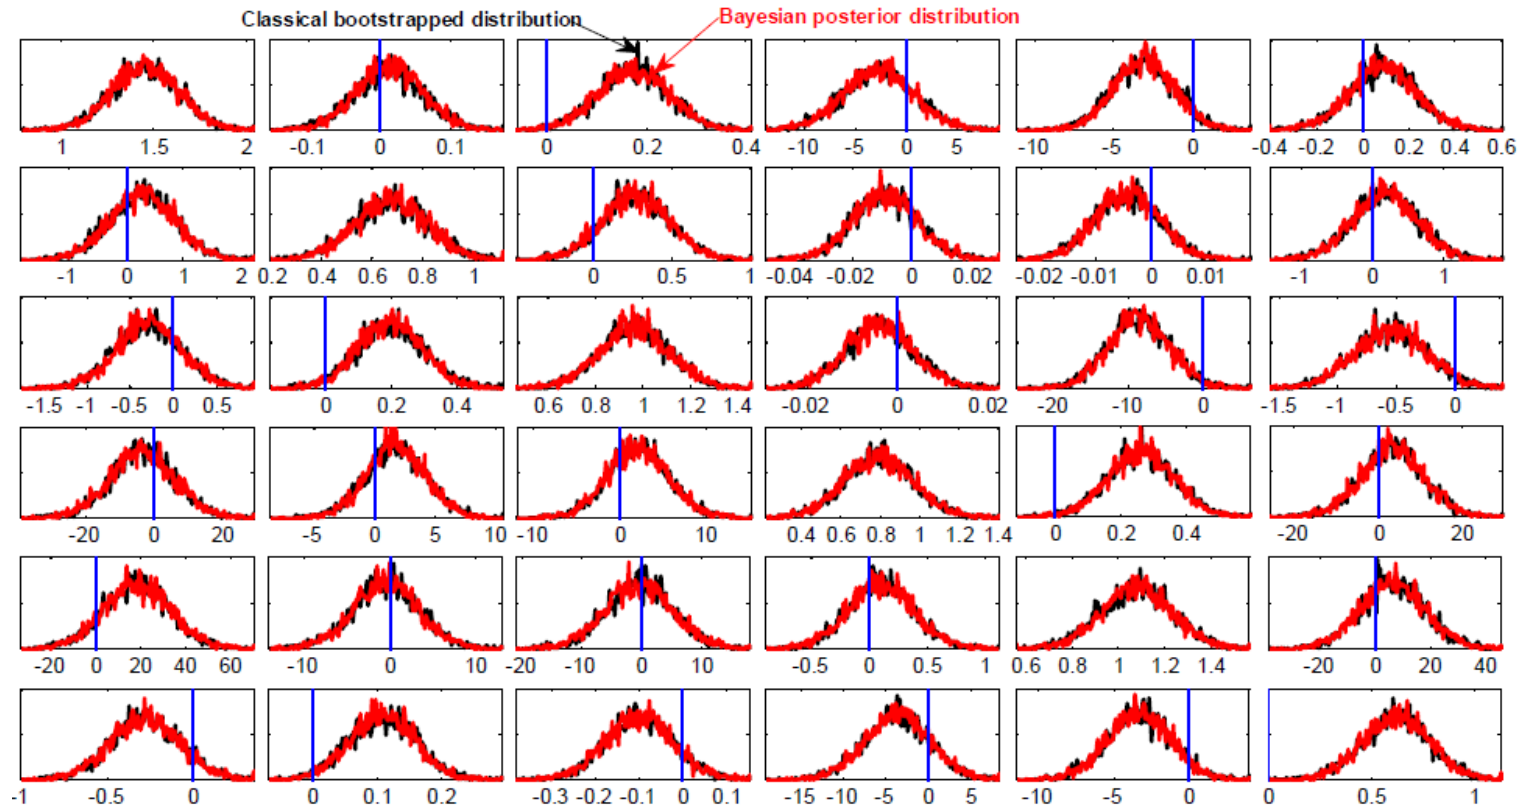 Classical bootstrapped distribution Bayesian posterior distribution
1 1.5 2 -0.1 0 0.1 0 0.2 0.4 -10 -5 0 5 -10 -5 0 -0.4 -0.2 0 0.2 0.4 0.6
-1 0 1 2 0.2 0.4 0.6 0.8 1 0 0.5 1 -0.04 -0.02 0 0.02 -0.02 -0.01 0 0.01 -1 0 1
-1.5 -1 -0.5 0 0.5 0 0.2 0.4 0.6 0.8 1 1.2 1.4 -0.02 0 0.02 -20 -10 0 -1.5 -1 -0.5 0
-20 0 20 -5 0 5 10 -10 0 10 0.4 0.6 0.8 1 1.2 1.4 0 0.2 0.4 -20 0 20
-20 0 20 40 60 -10 0 10 -20 -10 0 10 -0.5 0 0.5 1 0.6 0.8 1 1.2 1.4 -20 0 20 40
-1 -0.5 0 0 0.1 0.2 -0.3 -0.2 -0.1 0 0.1 -15 -10 -5 0 5 -10 -5 0 0 0.5 1